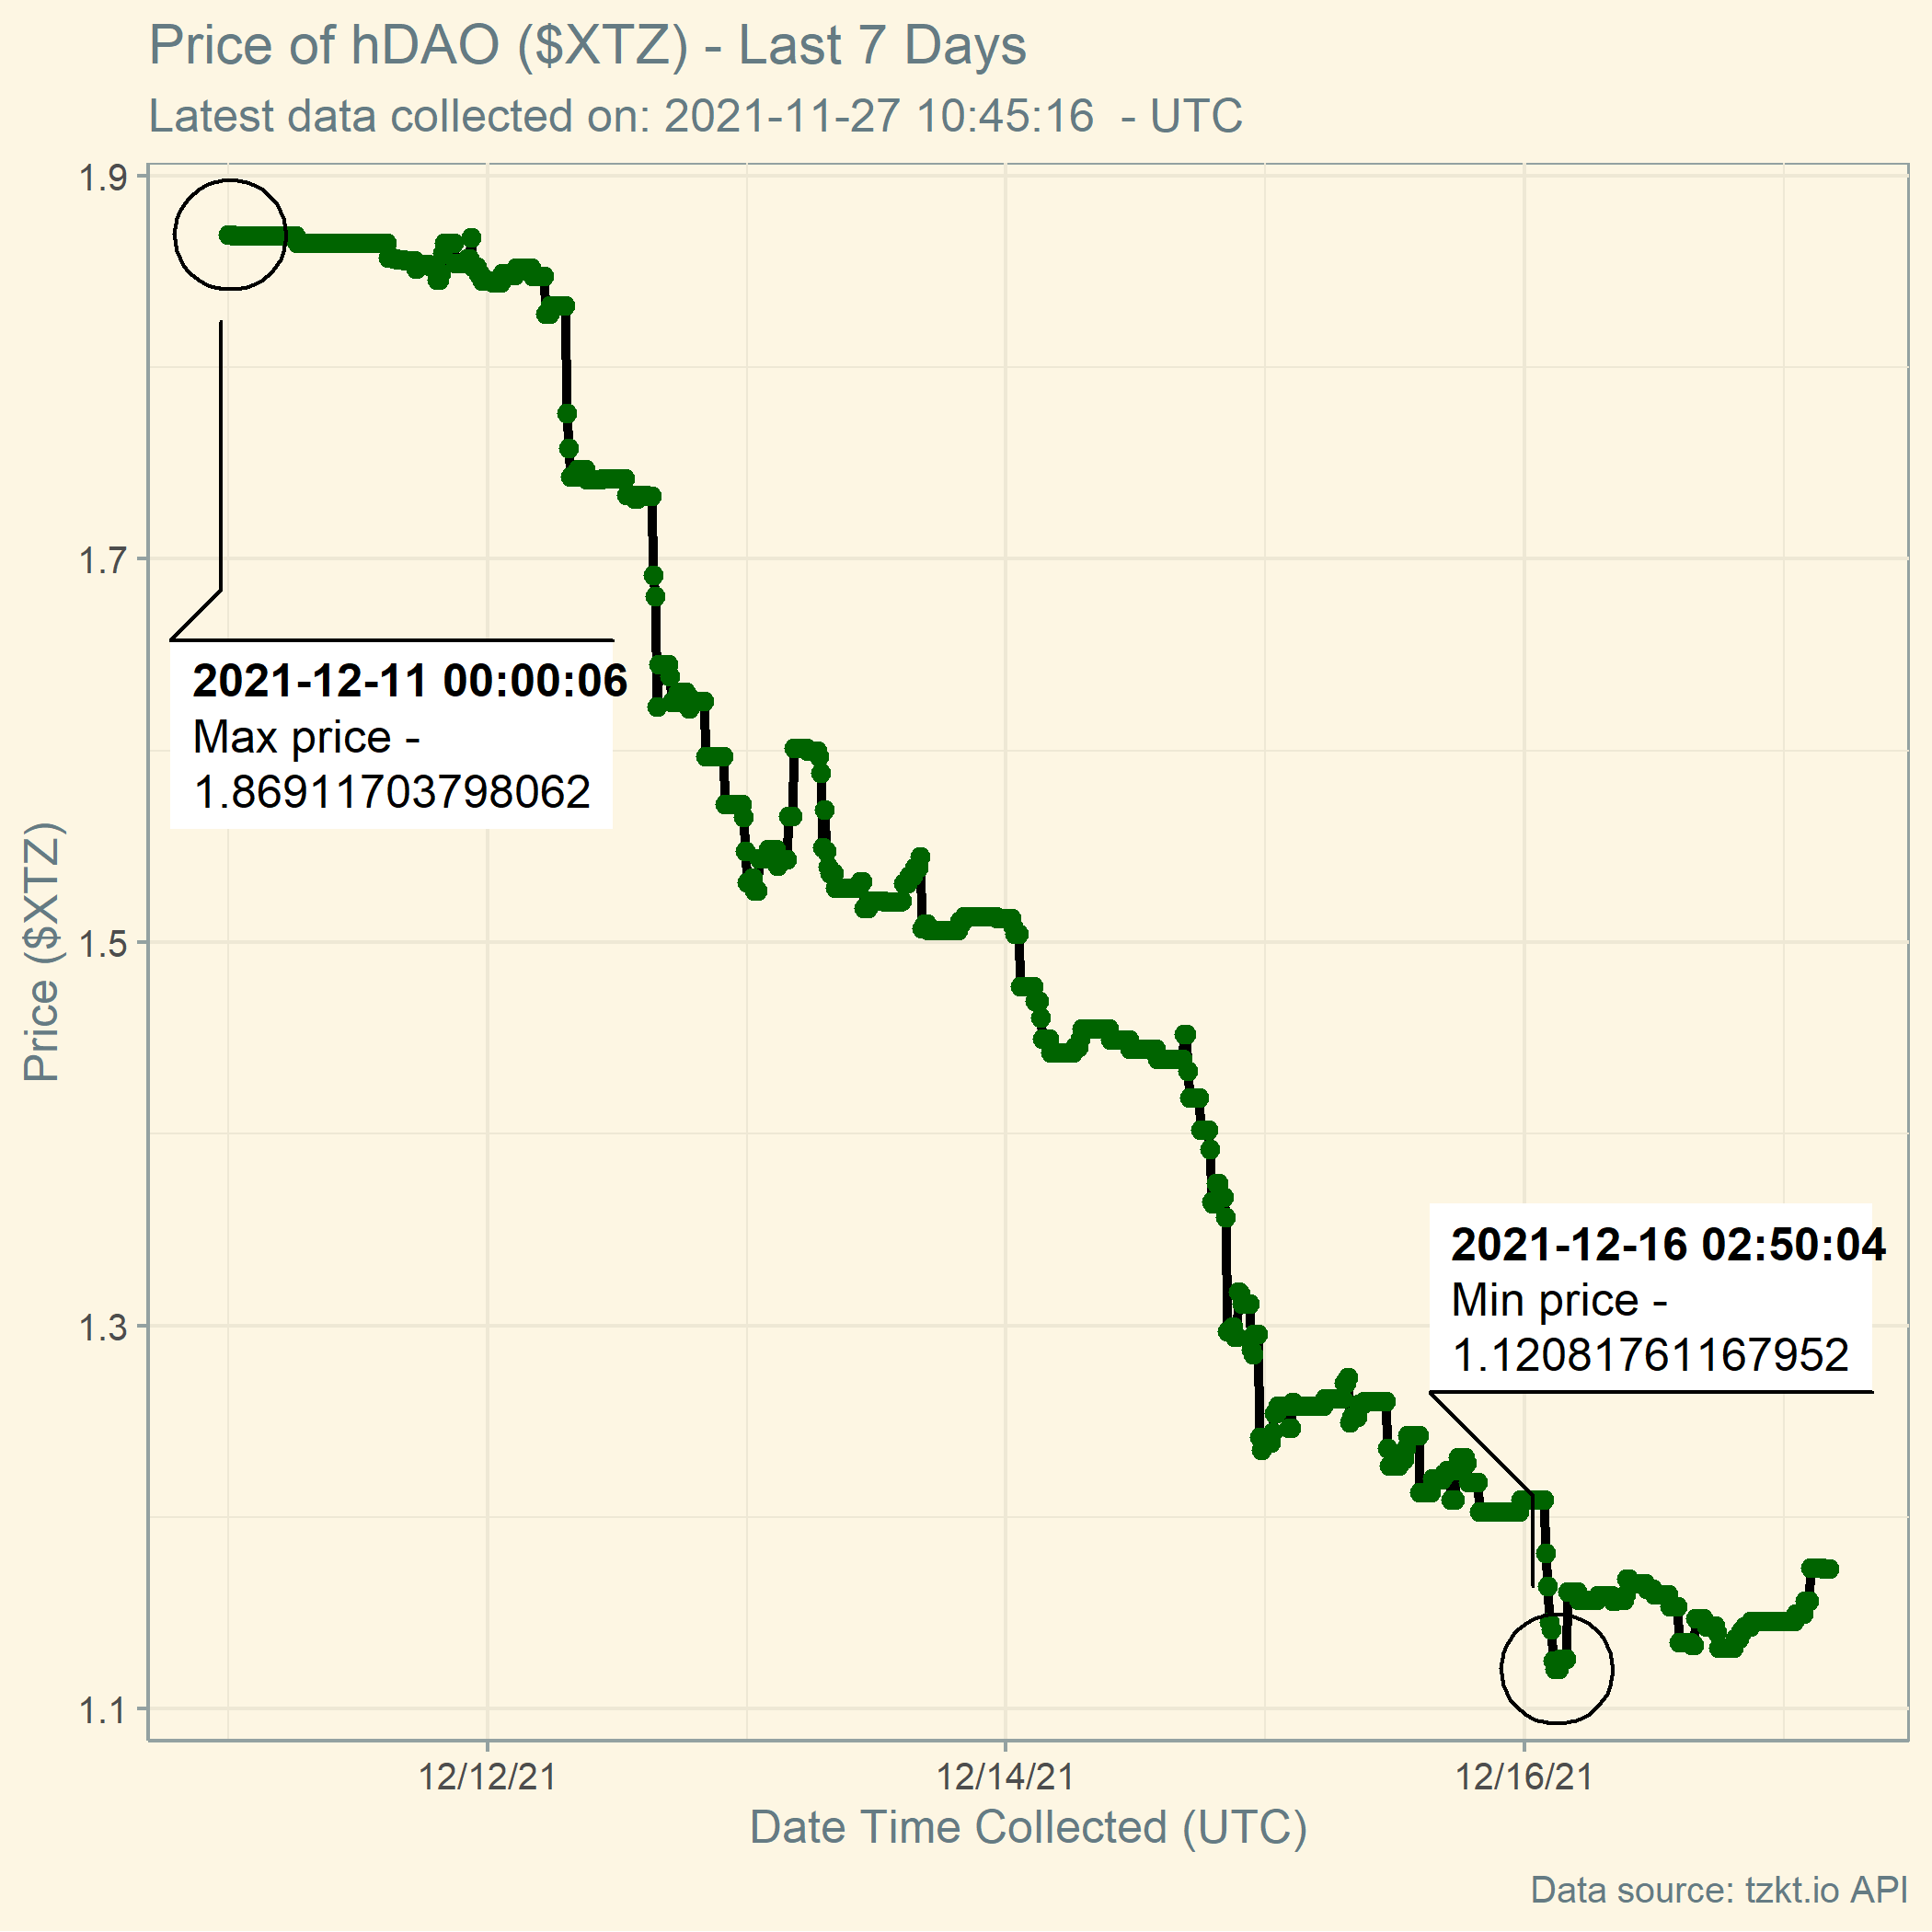 Price of hDAO ($XTZ) - Last 7 Days
Latest data collected on: 2021-11-27 10:45:16  - UTC
1.9
1.7
1.5
1.3
1.1
Price ($XTZ)
2021-12-11 00:00:06
Max price -
1.86911703798062
2021-12-16 02:50:04
Min price -
1.12081761167952
12/12/21
12/14/21
12/16/21
Date Time Collected (UTC)
Data source: tzkt.io API